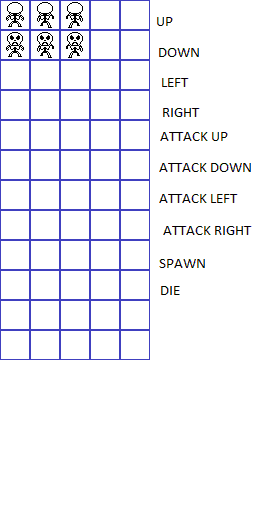 UP
DOWN
LEFT
RIGHT
ATTACK UP
ATTACK DOWN
ATTACK LEFT
ATTACK RIGHT
SPAWN
DIE